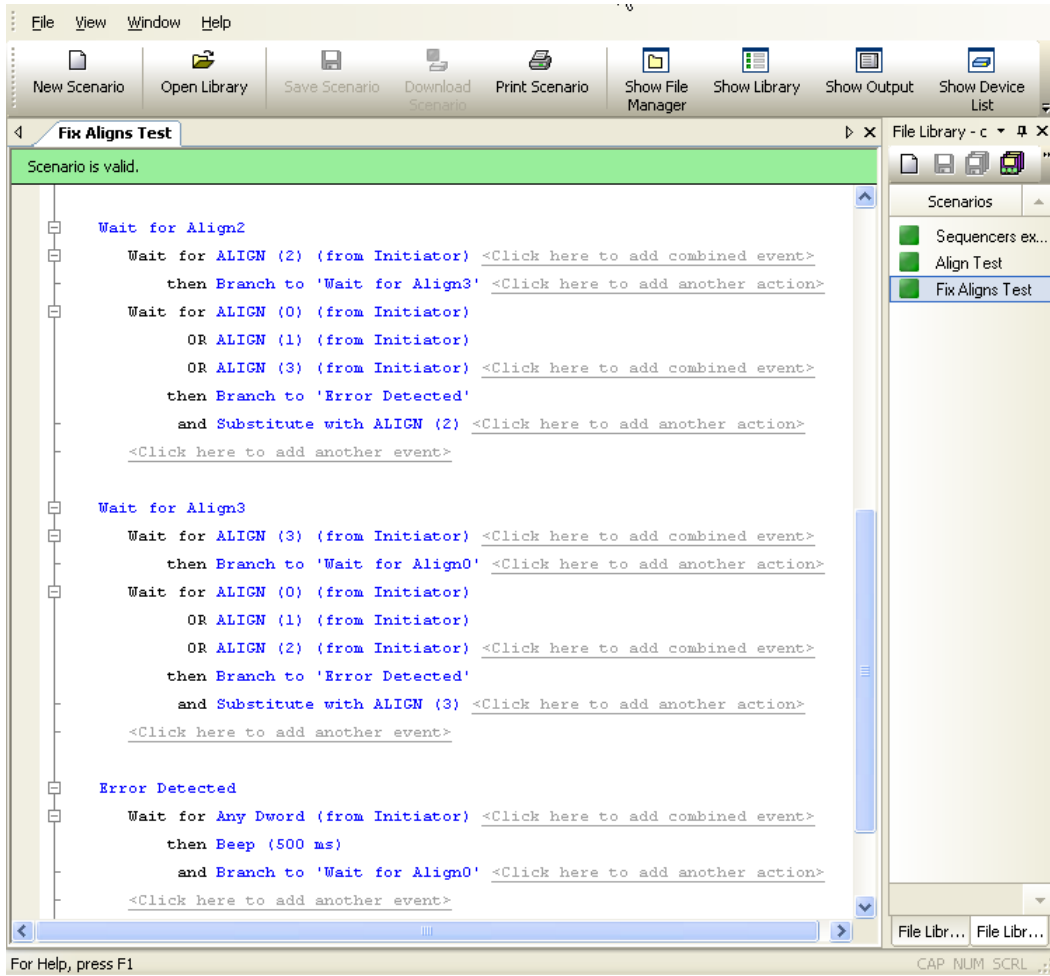 File View Window Help
New Scenario Open Library Save Scenario Download Scenario Print Scenario Show File Manager Show Library Show Output Show Device List
Fix Aligns Test
File Library - c
Scenario is valid.
Scenarios
Sequencers ex...
Align Test
Fix Aligns Test
Wait for Align2
Wait for ALIGN (2) (from Initiator) <Click here to add combined event>
then Branch to 'Wait for Align3' <Click here to add another action>
Wait for ALIGN (0) (from Initiator)
OR ALIGN (1) (from Initiator)
OR ALIGN (3) (from Initiator) <Click here to add combined event>
then Branch to 'Error Detected'
and Substitute with ALIGN (2) <Click here to add another action>
<Click here to add another event>
Wait for Align3
Wait for ALIGN (3) (from Initiator) <Click here to add combined event>
then Branch to 'Wait for Align0' <Click here to add another action>
Wait for ALIGN (0) (from Initiator)
OR ALIGN (1) (from Initiator)
OR ALIGN (2) (from Initiator) <Click here to add combined event>
then Branch to 'Error Detected'
and Substitute with ALIGN (3) <Click here to add another action>
<Click here to add another event>
Error Detected
Wait for Any Dword (from Initiator) <Click here to add combined event>
then Beep (500 ms)
and Branch to 'Wait for Align0' <Click here to add another action>
<Click here to add another event>
File Libr... File Libr...
For Help, press F1
CAP NUM SCRL